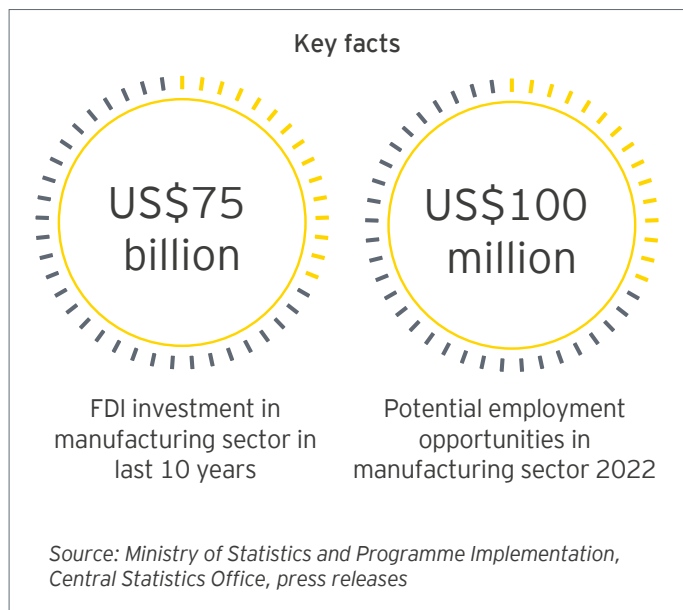 Key facts
US$75
billion
US$100
million
FDI investment in
manufacturing sector in
last 10 years
Potential employment
opportunities in
manufacturing sector 2022
Source: Ministry of Statistics and Programme Implementation,
Central Statistics Office, press releases